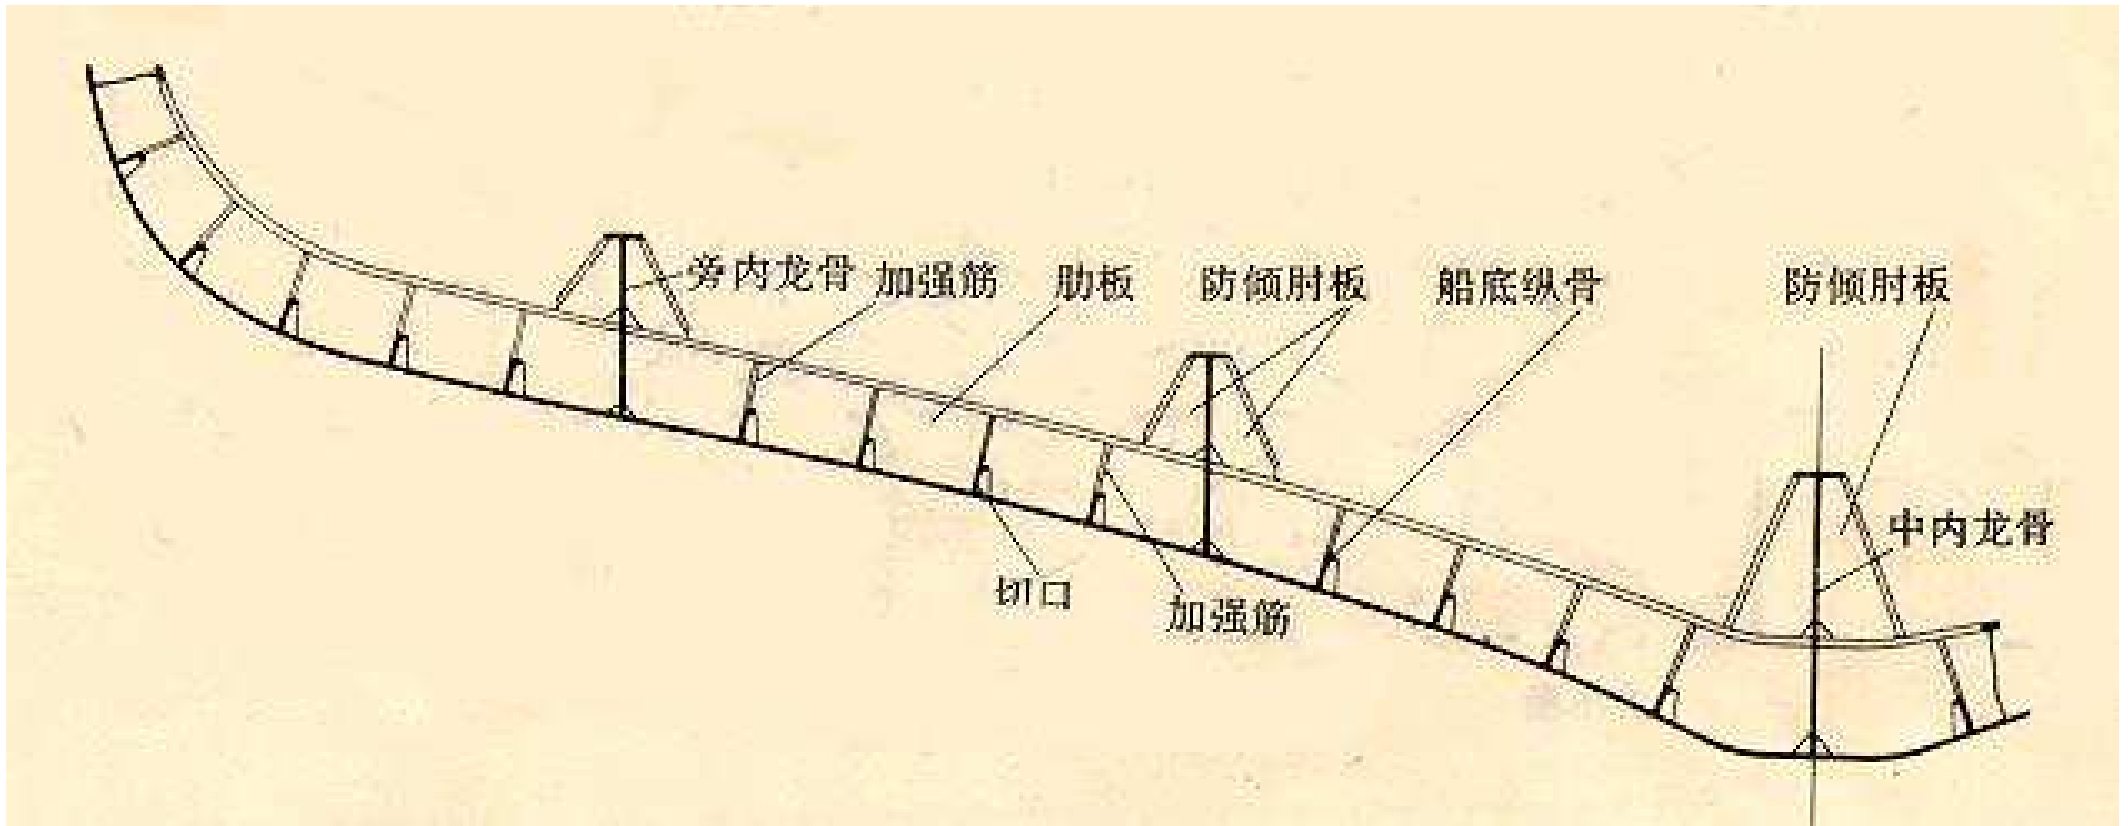 旁内龙骨
加强筋
肋板
防倾肘板
船底纵骨
防倾肘板
中内龙骨
切口
加强筋